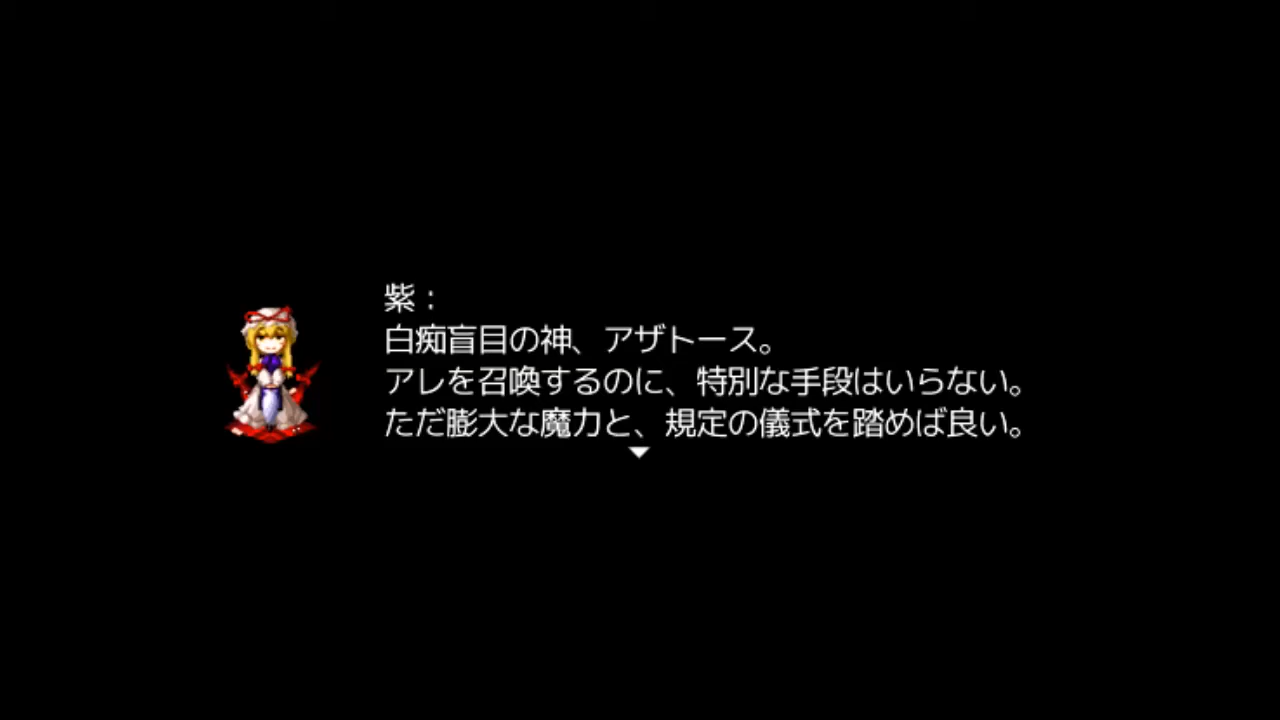 紫：
白痴盲目の神、アザトース。
アレを召喚するのに、特別な手段はいらない。
ただ膨大な魔力と、規定の儀式を踏めば良い。